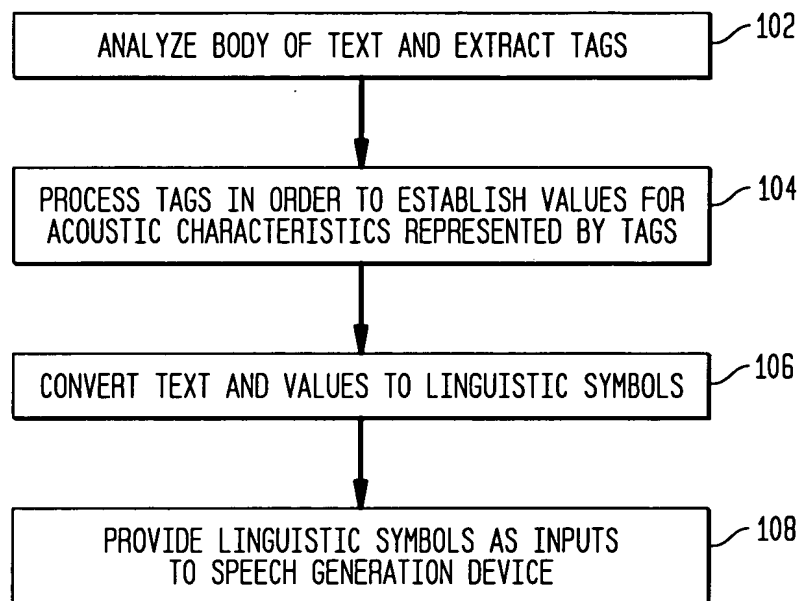 ANALYZE BODY OF TEXT AND EXTRACT TAGS
102
PROCESS TAGS IN ORDER TO ESTABLISH VALUES FOR
ACOUSTIC CHARACTERISTICS REPRESENTED BY TAGS
104
CONVERT TEXT AND VALUES TO LINGUISTIC SYMBOLS
106
PROVIDE LINGUISTIC SYMBOLS AS INPUTS
TO SPEECH GENERATION DEVICE
108